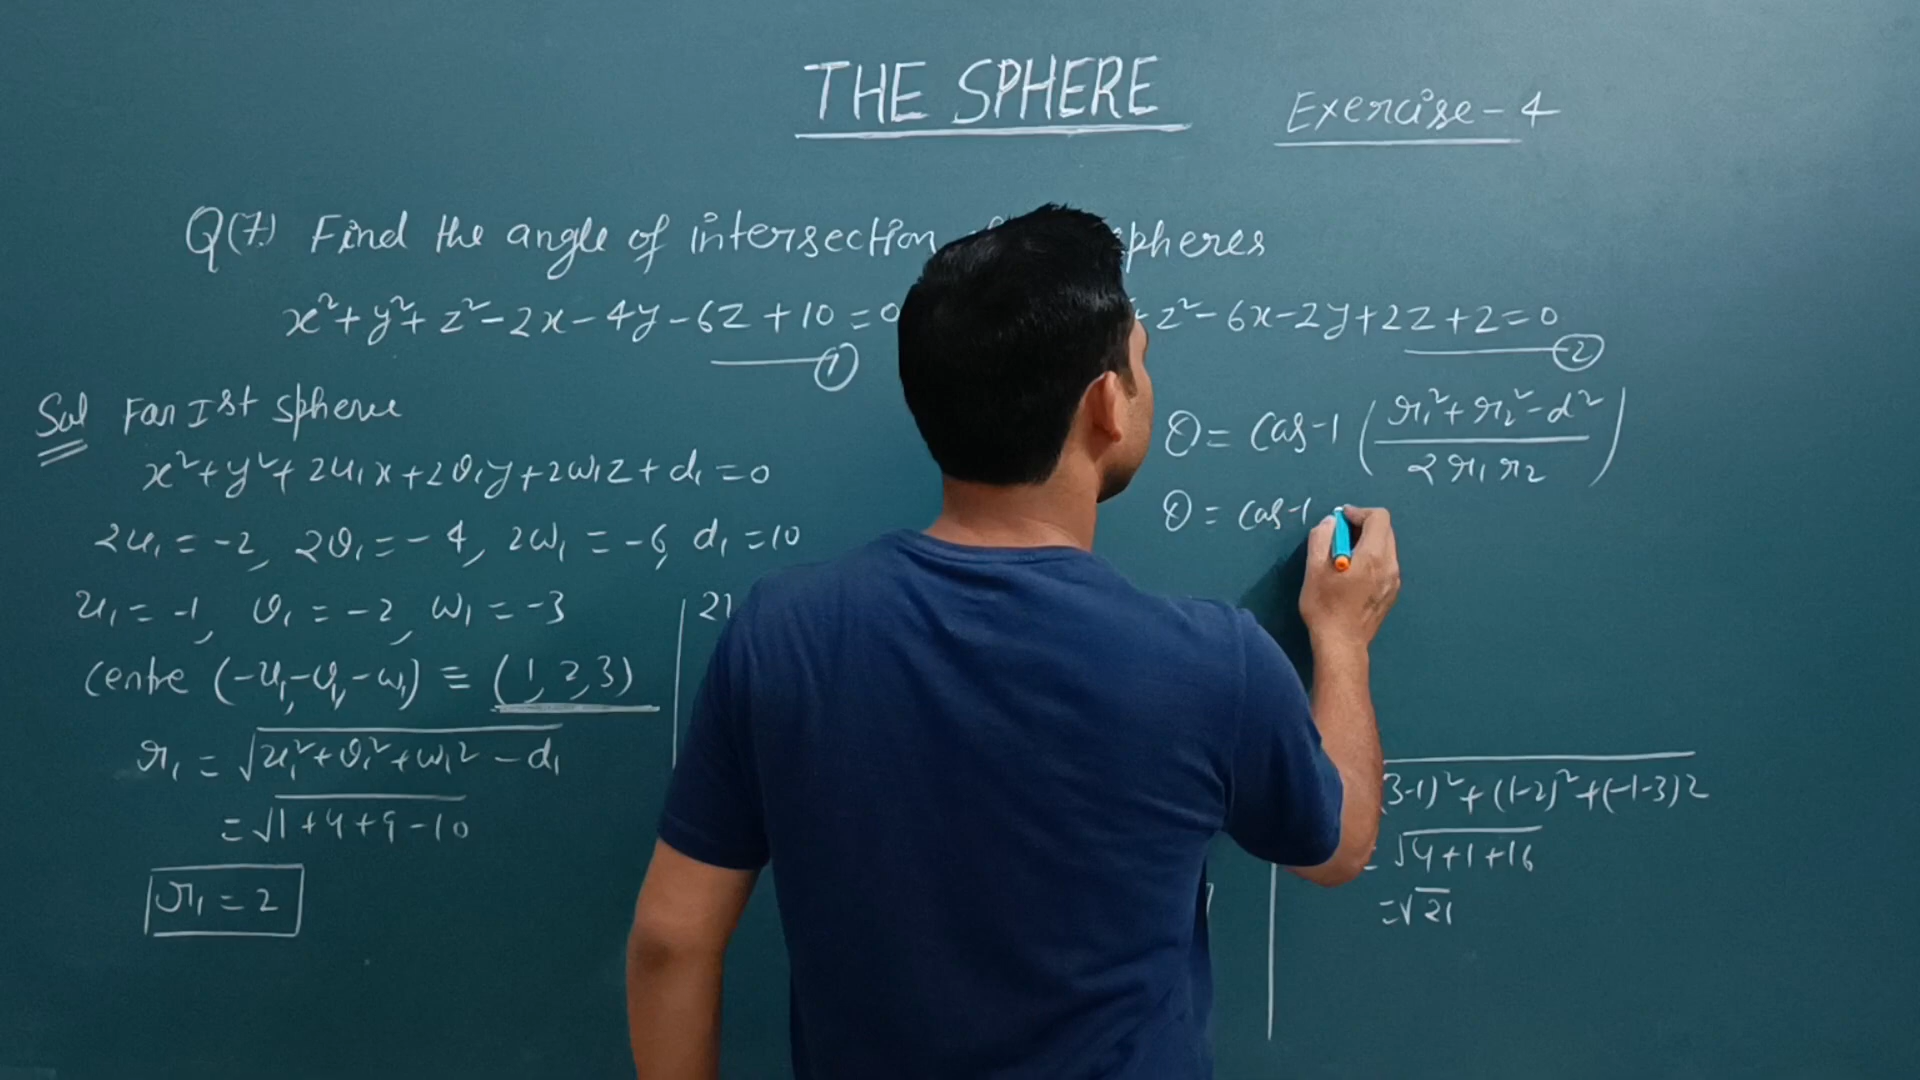 THE SPHERE
Exercise-4
Q(7.) Find the angle of intersection spheres
x²+y²+z²-2x-4y-6z+10=0 z²-6x-2y+2z+2=0
① ②
Sol For Ist sphere
x²+y²+2u₁x+2v₁y+2w₁z+d₁=0
2u₁=-2, 2v₁=-4, 2w₁=-6, d₁=10
u₁=-1, v₁=-2, w₁=-3
Centre (-u₁,-v₁,-w₁) ≡ (1,2,3)
r₁=√u₁²+v₁²+w₁2-d₁
=√1+4+9-10
r₁=2
θ=Cos-1(r₁²+r₂²-d²/2r₁r₂)
θ=Cos-1
3-1)²+(1-2)²+(-1-3)2
=√4+1+16
=√21